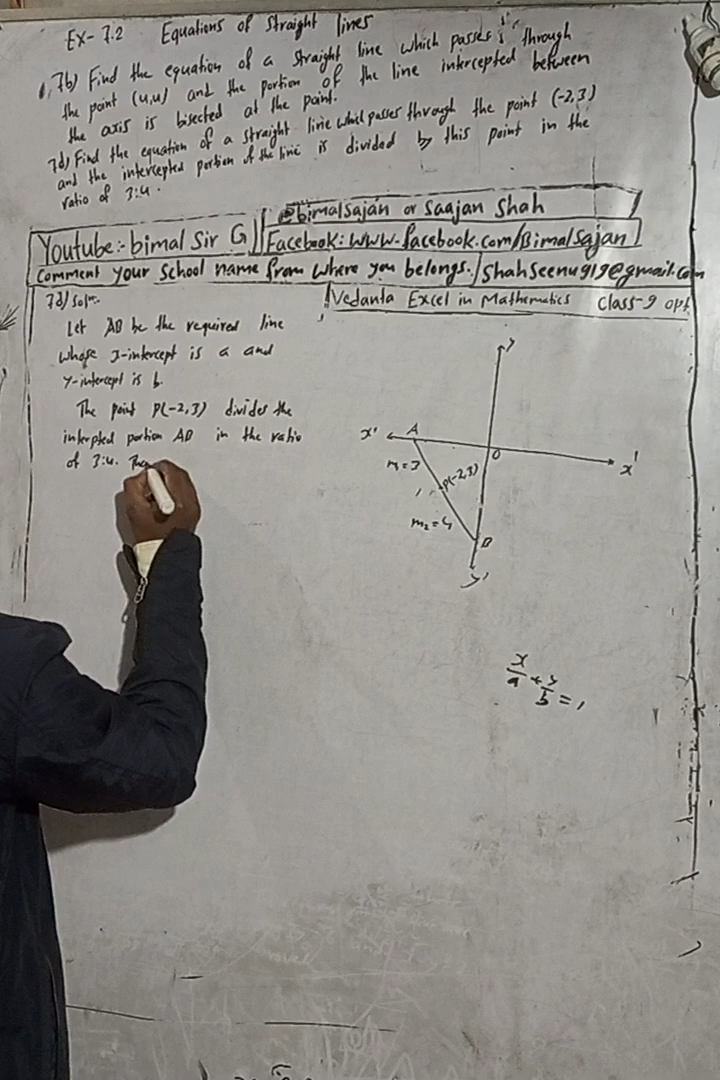 Ex- 7.2 Equations of Straight lines
1. 7b) Find the equation of a straight line which passes through
the point (4,4) and the portion of the line intercepted between
the axis is bisected at the point.
7d) Find the equation of a straight line which passes through the point (-2,3)
and the intercepted portion of the line is divided by this point in the
ratio of 3:4.
@bimalsajan or Saajan Shah
Youtube:- bimal Sir G
Facebook: www.facebook.com/Bimalsajan
Comment your School name from where you belongs.
Shahseenu919@gmail.com
7d) Soln.
Vedanta Excel in Mathematics Class-9 opt.
Let AB be the required line
whose x-intercept is a and
y-intercept is b.
The point P(-2,3) divides the
interpted portion AB in the ratio
of 3:4. Then
y
x' A
O
x'
m₁=3
P(-2,3)
m₂=4
B
y'
x/a + y/b = 1